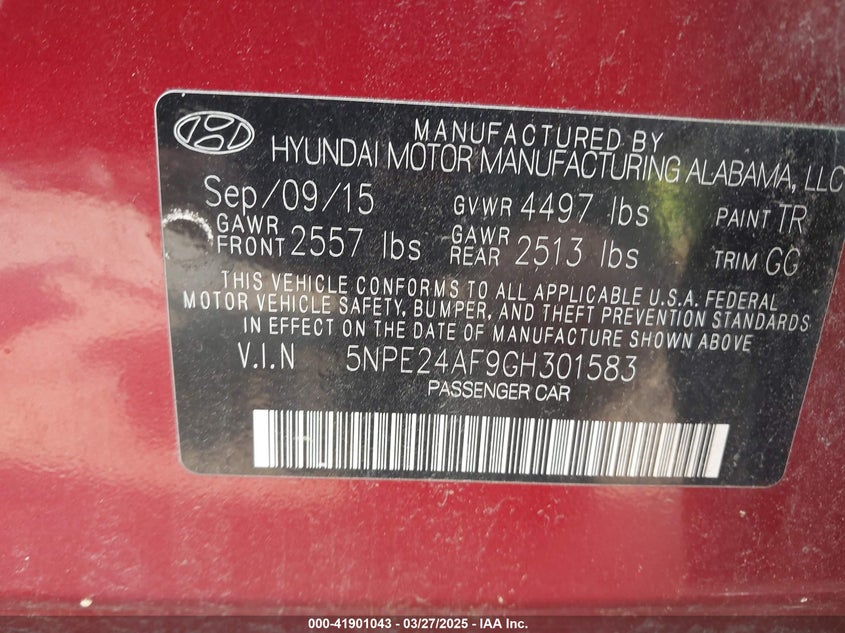 MANUFACTURED BY
HYUNDAI MOTOR MANUFACTURING ALABAMA, LLC
Sep/09/15 GVWR 4497 lbs PAINT TR
GAWR FRONT 2557 lbs GAWR REAR 2513 lbs TRIM GG
THIS VEHICLE CONFORMS TO ALL APPLICABLE U.S.A. FEDERAL
MOTOR VEHICLE SAFETY, BUMPER, AND THEFT PREVENTION STANDARDS
IN EFFECT ON THE DATE OF MANUFACTURE SHOWN ABOVE.
V.I.N 5NPE24AF9GH301583
PASSENGER CAR
000-41901043 — 03/27/2025 — © IAA, Inc.